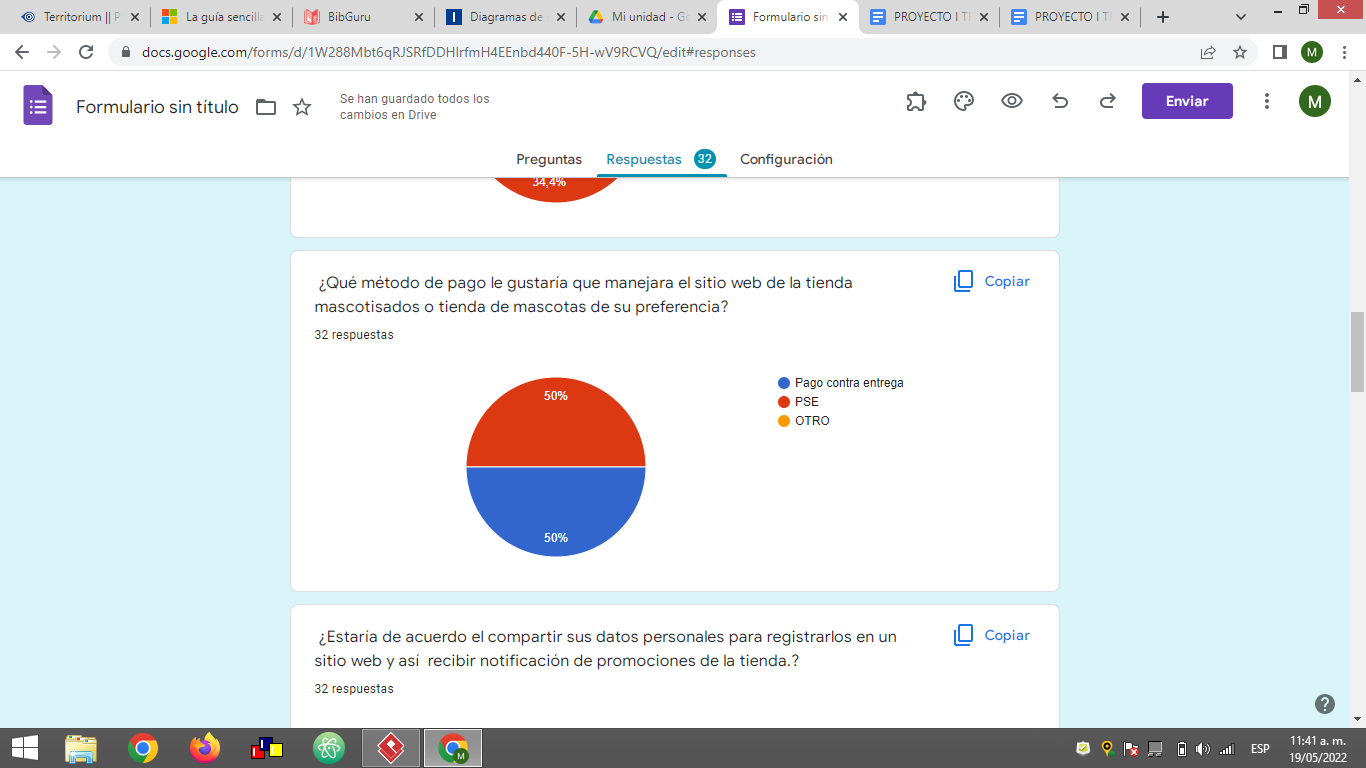 Territorium || P
La guía sencilla
BibGuru
Diagramas de
Mi unidad - Go
Formulario sin
PROYECTO I TI
PROYECTO I TI
docs.google.com/forms/d/1W288Mbt6qRJSRfDDHIrfmH4EEnbd440F-5H-wV9RCVQ/edit#responses
M
Formulario sin título
Se han guardado todos los
cambios en Drive
Enviar
M
Preguntas
Respuestas 32
Configuración
34,4%
¿Qué método de pago le gustaría que manejara el sitio web de la tienda
mascotisados o tienda de mascotas de su preferencia?
Copiar
32 respuestas
50%
50%
Pago contra entrega
PSE
OTRO
¿Estaría de acuerdo el compartir sus datos personales para registrarlos en un
sitio web y así  recibir notificación de promociones de la tienda.?
Copiar
32 respuestas
M
ESP
11:41 a. m.
19/05/2022